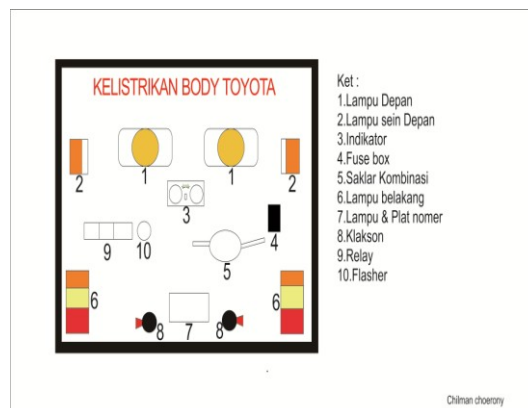 KELISTRIKAN BODY TOYOTA
1
1
2
2
3
4
9
10
5
6
6
8
7
8
Ket :
1.Lampu Depan
2.Lampu sein Depan
3.Indikator
4.Fuse box
5.Saklar Kombinasi
6.Lampu belakang
7.Lampu & Plat nomer
8.Klakson
9.Relay
10.Flasher
Chilman choerony